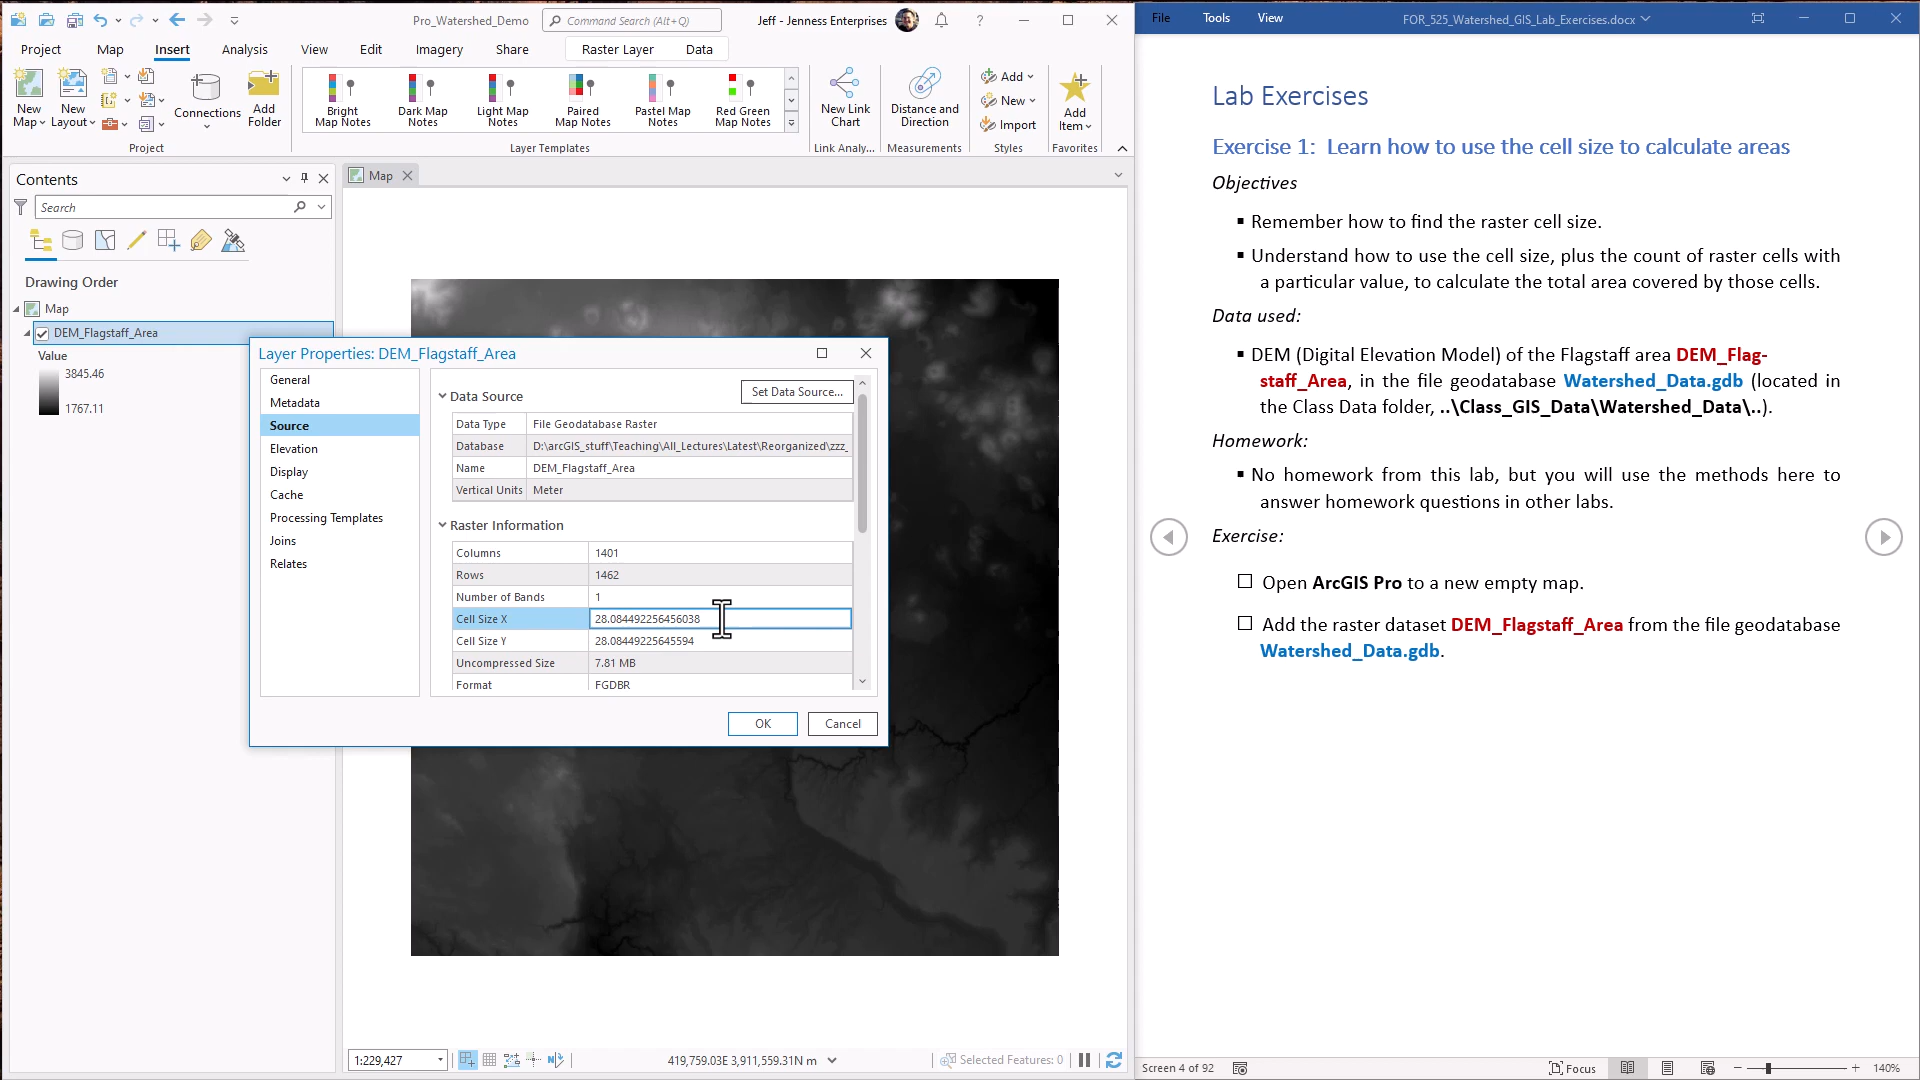 Pro_Watershed_Demo
Command Search (Alt+Q)
Jeff - Jenness Enterprises
?
Project Map Insert Analysis View Edit Imagery Share Raster Layer Data
New Map
New Layout
Connections
Add Folder
Bright Map Notes
Dark Map Notes
Light Map Notes
Paired Map Notes
Pastel Map Notes
Red Green Map Notes
New Link Chart
Distance and Direction
Add
New
Import
Add Item
Project
Layer Templates
Link Analy...
Measurements
Styles
Favorites
Contents
Search
Drawing Order
Map
DEM_Flagstaff_Area
Value
3845.46
1767.11
Map
Layer Properties: DEM_Flagstaff_Area
General
Metadata
Source
Elevation
Display
Cache
Processing Templates
Joins
Relates
Data Source
Set Data Source...
Data Type File Geodatabase Raster
Database D:\arcGIS_stuff\Teaching\All_Lectures\Latest\Reorganized\zzz_
Name DEM_Flagstaff_Area
Vertical Units Meter
Raster Information
Columns 1401
Rows 1462
Number of Bands 1
Cell Size X 28.084492256456038
Cell Size Y 28.08449225645594
Uncompressed Size 7.81 MB
Format FGDBR
OK
Cancel
1:229,427
419,759.03E 3,911,559.31N m
Selected Features: 0
File Tools View
FOR_525_Watershed_GIS_Lab_Exercises.docx
Lab Exercises
Exercise 1: Learn how to use the cell size to calculate areas
Objectives
▪ Remember how to find the raster cell size.
▪ Understand how to use the cell size, plus the count of raster cells with
a particular value, to calculate the total area covered by those cells.
Data used:
▪ DEM (Digital Elevation Model) of the Flagstaff area DEM_Flag-
staff_Area, in the file geodatabase Watershed_Data.gdb (located in
the Class Data folder, ..\Class_GIS_Data\Watershed_Data\..).
Homework:
▪ No homework from this lab, but you will use the methods here to
answer homework questions in other labs.
Exercise:
☐ Open ArcGIS Pro to a new empty map.
☐ Add the raster dataset DEM_Flagstaff_Area from the file geodatabase
Watershed_Data.gdb.
Screen 4 of 92
Focus
140%